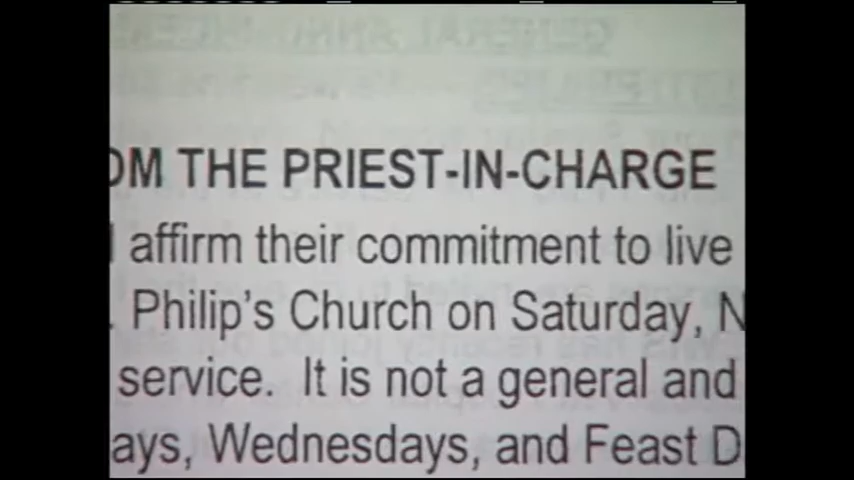 OM THE PRIEST-IN-CHARGE
affirm their commitment to live
. Philip's Church on Saturday, N
service. It is not a general and
ays, Wednesdays, and Feast D